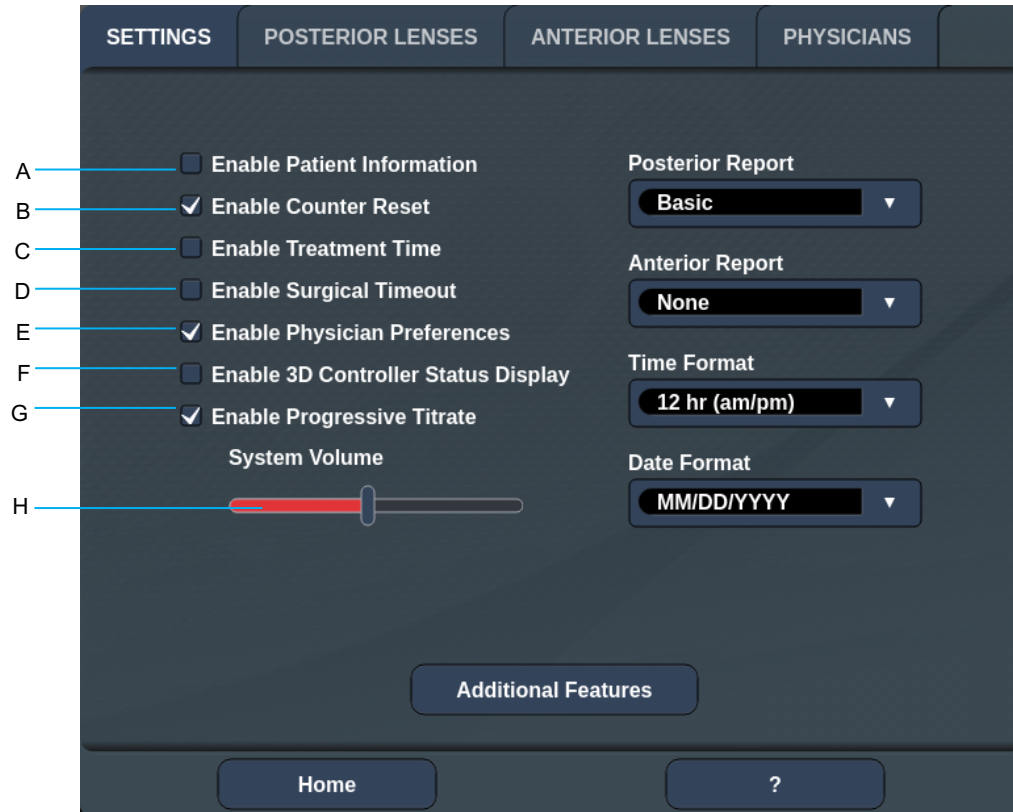 SETTINGS POSTERIOR LENSES ANTERIOR LENSES PHYSICIANS
A Enable Patient Information
B Enable Counter Reset
C Enable Treatment Time
D Enable Surgical Timeout
E Enable Physician Preferences
F Enable 3D Controller Status Display
G Enable Progressive Titrate
System Volume
H
Posterior Report
Basic
Anterior Report
None
Time Format
12 hr (am/pm)
Date Format
MM/DD/YYYY
Additional Features
Home ?